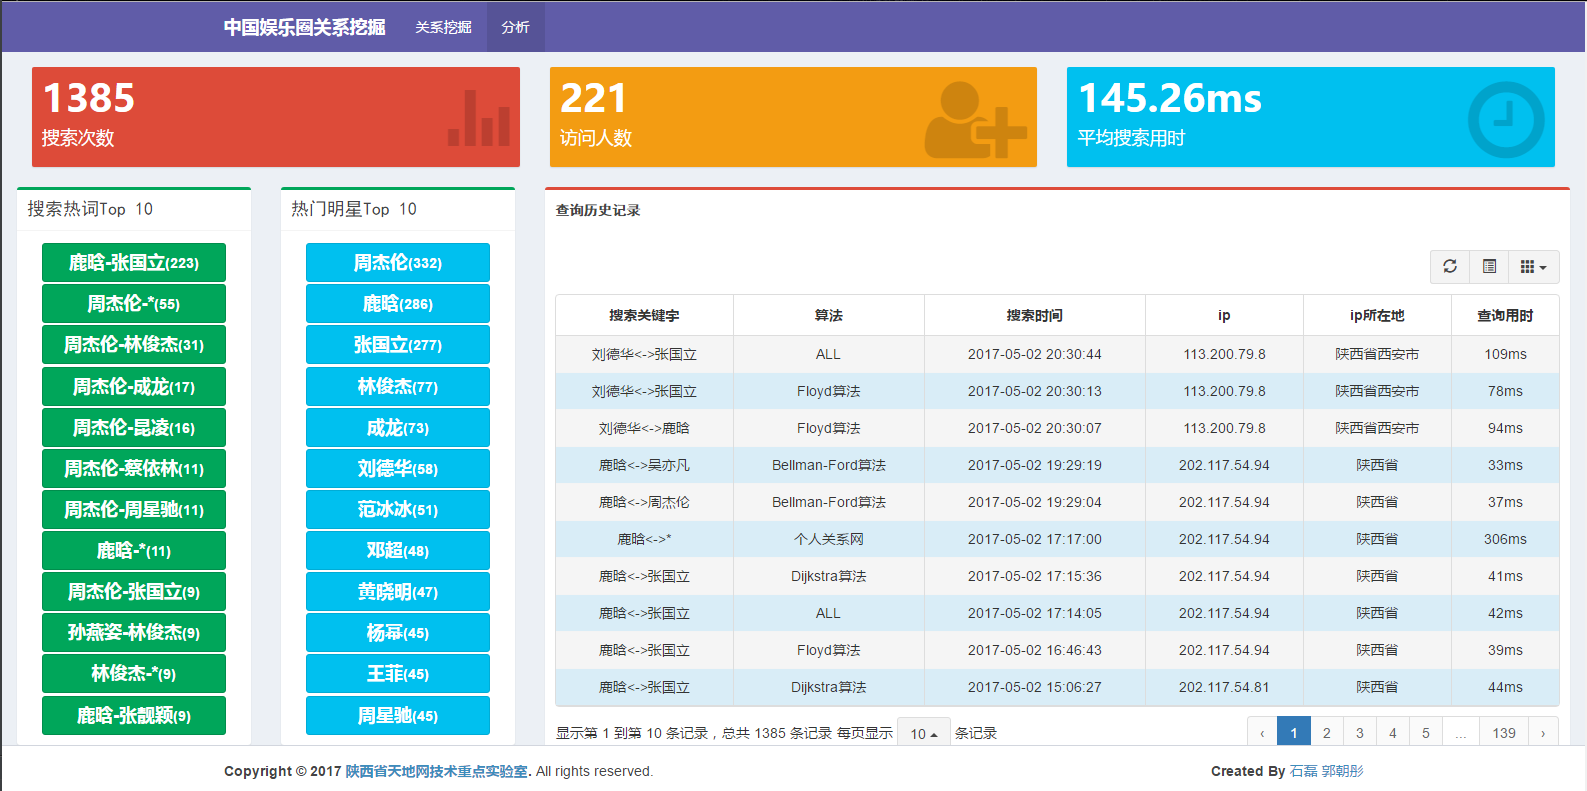 中国娱乐圈关系挖掘 关系挖掘 分析
1385
搜索次数
221
访问人数
145.26ms
平均搜索用时
搜索热词Top 10
鹿晗-张国立(223)
周杰伦-*(55)
周杰伦-林俊杰(31)
周杰伦-成龙(17)
周杰伦-昆凌(16)
周杰伦-蔡依林(11)
周杰伦-周星驰(11)
鹿晗-*(11)
周杰伦-张国立(9)
孙燕姿-林俊杰(9)
林俊杰-*(9)
鹿晗-张靓颖(9)
热门明星Top 10
周杰伦(332)
鹿晗(286)
张国立(277)
林俊杰(77)
成龙(73)
刘德华(58)
范冰冰(51)
邓超(48)
黄晓明(47)
杨幂(45)
王菲(45)
周星驰(45)
查询历史记录
搜索关键字 算法 搜索时间 ip ip所在地 查询用时
刘德华<->张国立 ALL 2017-05-02 20:30:44 113.200.79.8 陕西省西安市 109ms
刘德华<->张国立 Floyd算法 2017-05-02 20:30:13 113.200.79.8 陕西省西安市 78ms
刘德华<->鹿晗 Floyd算法 2017-05-02 20:30:07 113.200.79.8 陕西省西安市 94ms
鹿晗<->吴亦凡 Bellman-Ford算法 2017-05-02 19:29:19 202.117.54.94 陕西省 33ms
鹿晗<->周杰伦 Bellman-Ford算法 2017-05-02 19:29:04 202.117.54.94 陕西省 37ms
鹿晗<->* 个人关系网 2017-05-02 17:17:00 202.117.54.94 陕西省 306ms
鹿晗<->张国立 Dijkstra算法 2017-05-02 17:15:36 202.117.54.94 陕西省 41ms
鹿晗<->张国立 ALL 2017-05-02 17:14:05 202.117.54.94 陕西省 42ms
鹿晗<->张国立 Floyd算法 2017-05-02 16:46:43 202.117.54.94 陕西省 39ms
鹿晗<->张国立 Dijkstra算法 2017-05-02 15:06:27 202.117.54.81 陕西省 44ms
显示第 1 到第 10 条记录，总共 1385 条记录 每页显示 10 条记录
‹ 1 2 3 4 5 ... 139 ›
Copyright © 2017 陕西省天地网技术重点实验室. All rights reserved.
Created By 石磊 郭朝彤